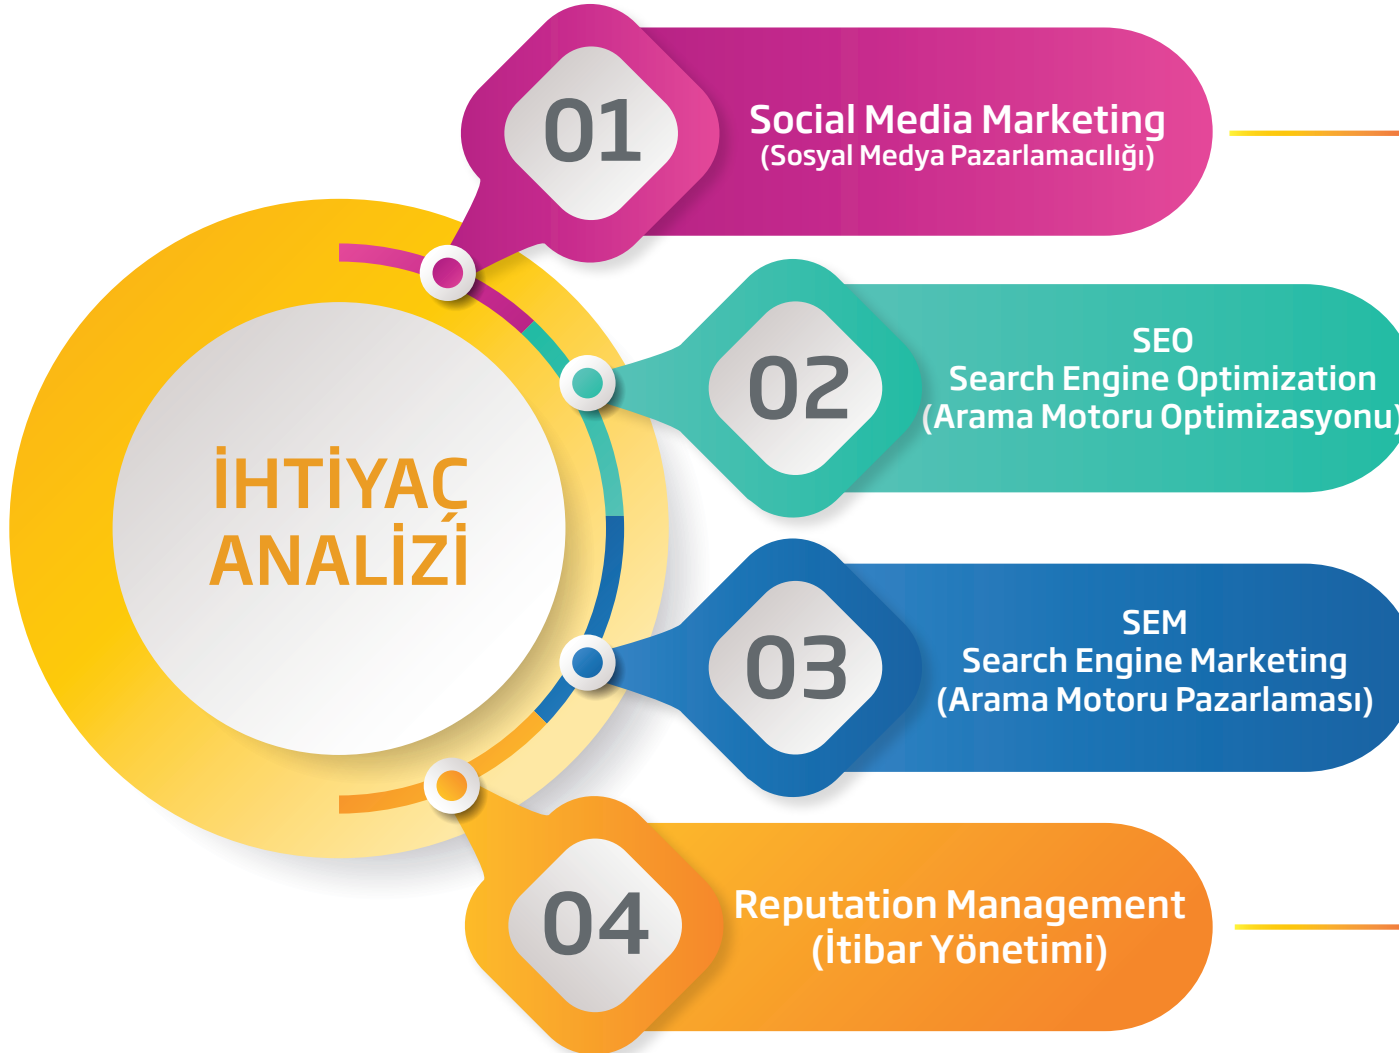 01
Social Media Marketing
(Sosyal Medya Pazarlamacılığı)
İHTİYAÇ
ANALİZİ
02
SEO
Search Engine Optimization
(Arama Motoru Optimizasyonu)
03
SEM
Search Engine Marketing
(Arama Motoru Pazarlaması)
04
Reputation Management
(İtibar Yönetimi)